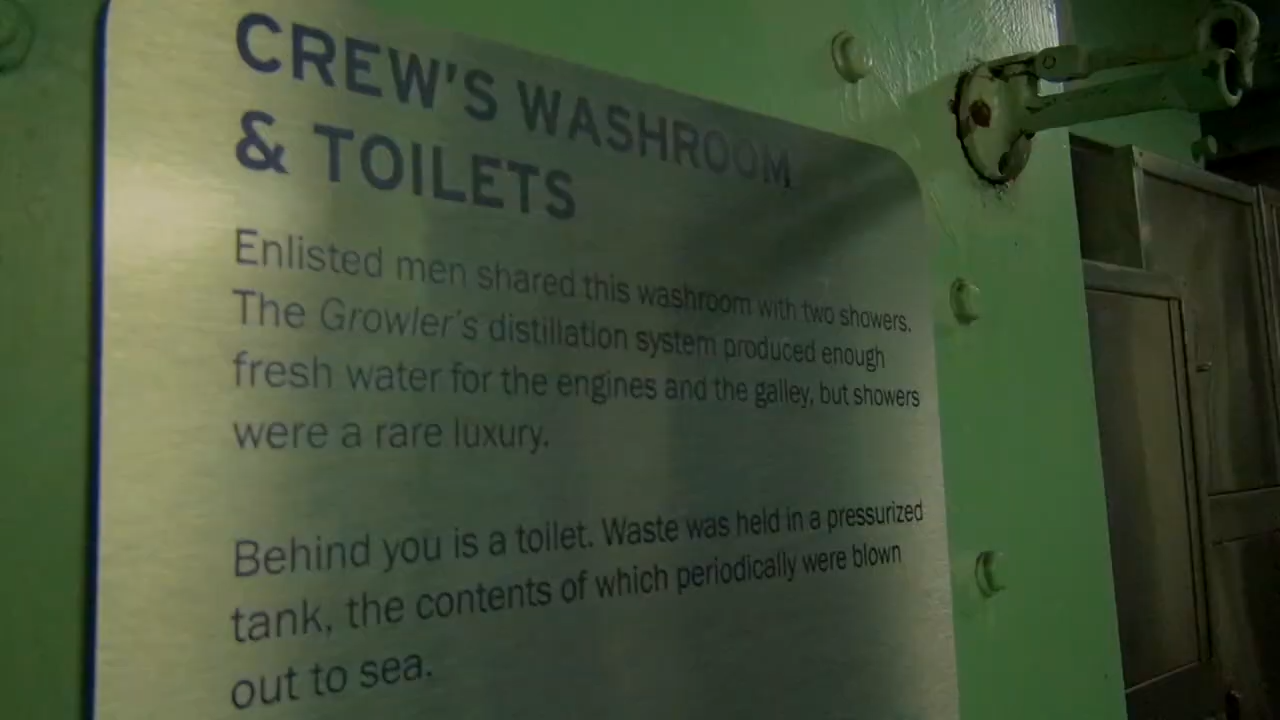 CREW'S WASHROOM
& TOILETS
Enlisted men shared this washroom with two showers.
The Growler's distillation system produced enough
fresh water for the engines and the galley, but showers
were a rare luxury.
Behind you is a toilet. Waste was held in a pressurized
tank, the contents of which periodically were blown
out to sea.